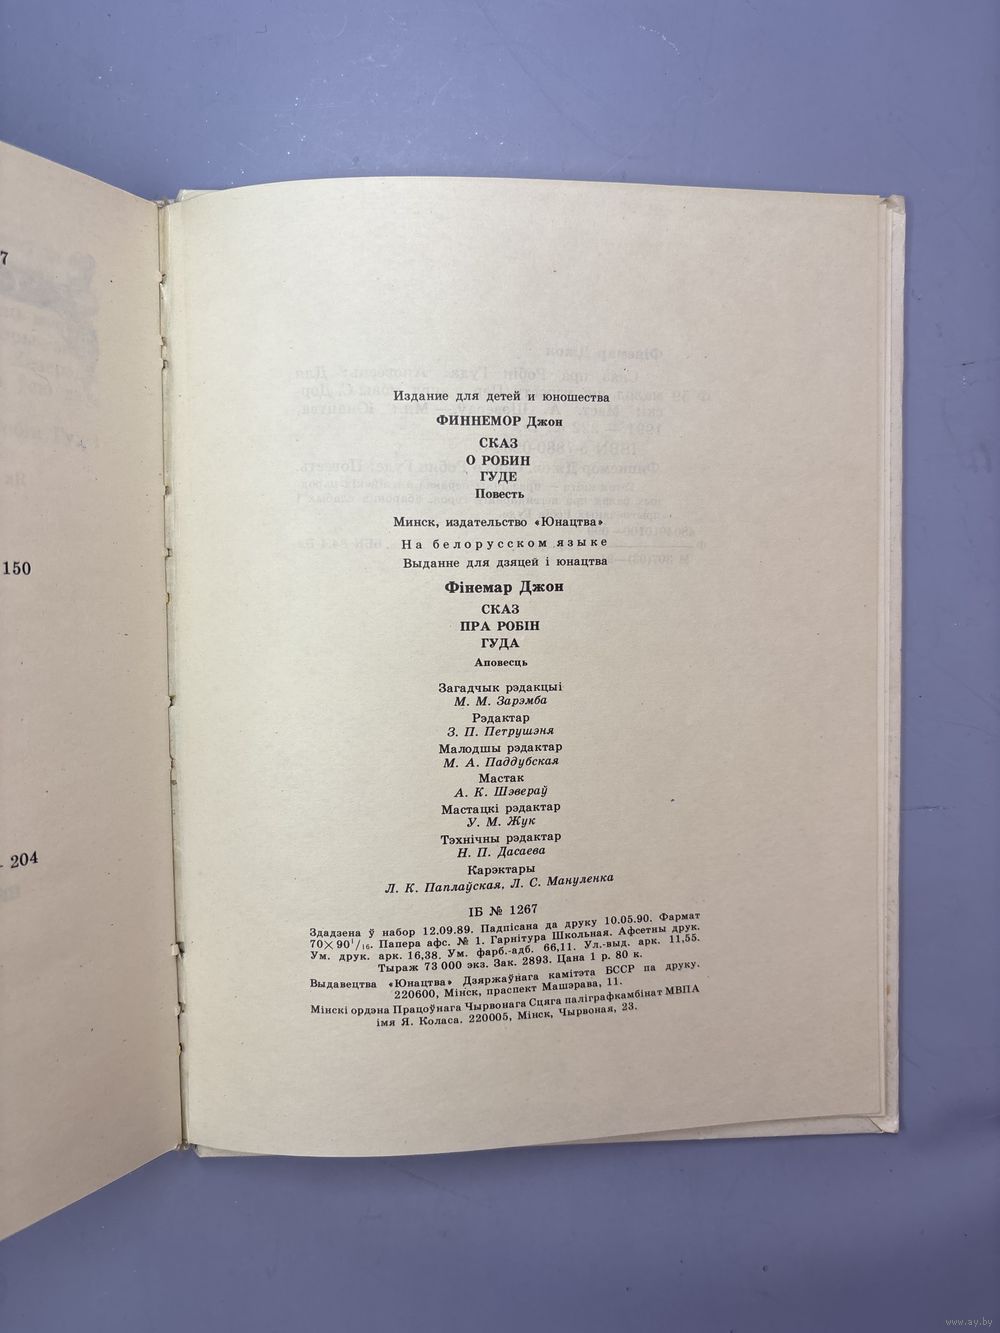 7
150
204
Издание для детей и юношества
ФИННЕМОР Джон
СКАЗ
О РОБИН
ГУДЕ
Повесть
Минск, издательство «Юнацтва»
На белорусском языке
Выданне для дзяцей і юнацтва
Фінемар Джон
СКАЗ
ПРА РОБІН
ГУДА
Аповесць
Загадчык рэдакцыі
М. М. Зарэмба
Рэдактар
З. П. Петрушэня
Малодшы рэдактар
М. А. Паддубская
Мастак
А. К. Шэвераў
Мастацкі рэдактар
У. М. Жук
Тэхнічны рэдактар
Н. П. Дасаева
Карэктары
Л. К. Паплаўская, Л. С. Мануленка
ІБ № 1267
Здадзена ў набор 12.09.89. Падпісана да друку 10.05.90. Фармат
70×90¹/₁₆. Папера афс. № 1. Гарнітура Школьная. Афсетны друк.
Ум. друк. арк. 16,38. Ум. фарб.-адб. 66,11. Ул.-выд. арк. 11,55.
Тыраж 73 000 экз. Зак. 2893. Цана 1 р. 80 к.
Выдавецтва «Юнацтва» Дзяржаўнага камітэта БССР па друку.
220600, Мінск, праспект Машэрава, 11.
Мінскі ордэна Працоўнага Чырвонага Сцяга паліграфкамбінат МВПА
імя Я. Коласа. 220005, Мінск, Чырвоная, 23.
www.ay.by